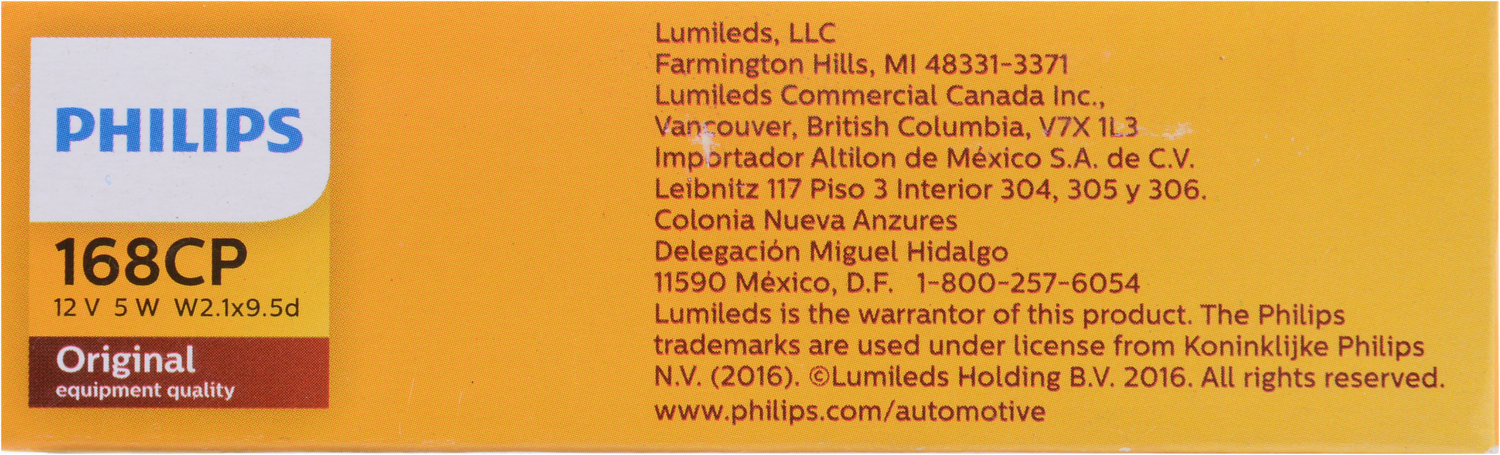 PHILIPS
168CP
12 V 5 W W2.1x9.5d
Original
equipment quality
Lumileds, LLC
Farmington Hills, MI 48331-3371
Lumileds Commercial Canada Inc.,
Vancouver, British Columbia, V7X 1L3
Importador Altilon de México S.A. de C.V.
Leibnitz 117 Piso 3 Interior 304, 305 y 306.
Colonia Nueva Anzures
Delegación Miguel Hidalgo
11590 México, D.F. 1-800-257-6054
Lumileds is the warrantor of this product. The Philips
trademarks are used under license from Koninklijke Philips
N.V. (2016). ©Lumileds Holding B.V. 2016. All rights reserved.
www.philips.com/automotive